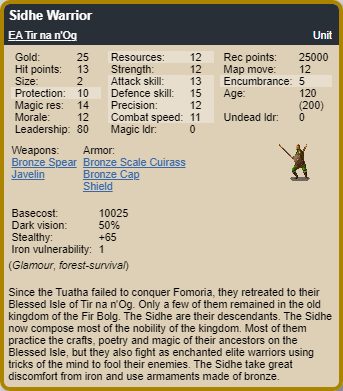 Sidhe Warrior
EA Tir na n'Og Unit
Gold: 25 Resources: 12 Rec points: 25000
Hit points: 13 Strength: 12 Map move: 12
Size: 2 Attack skill: 13 Encumbrance: 5
Protection: 10 Defence skill: 15 Age: 120
Magic res: 14 Precision: 12 (200)
Morale: 12 Combat speed: 11 Undead ldr: 0
Leadership: 80 Magic ldr: 0
Weapons: Armor:
Bronze Spear Bronze Scale Cuirass
Javelin Bronze Cap
Shield
Basecost: 10025
Dark vision: 50%
Stealthy: +65
Iron vulnerability: 1
(Glamour, forest-survival)
Since the Tuatha failed to conquer Fomoria, they retreated to their
Blessed Isle of Tir na n'Og. Only a few of them remained in the old
kingdom of the Fir Bolg. The Sidhe are their descendants. The Sidhe
now compose most of the nobility of the kingdom. Most of them
practice the crafts, poetry and magic of their ancestors on the
Blessed Isle, but they also fight as enchanted elite warriors using
tricks of the mind to fool their enemies. The Sidhe take great
discomfort from iron and use armaments made of bronze.